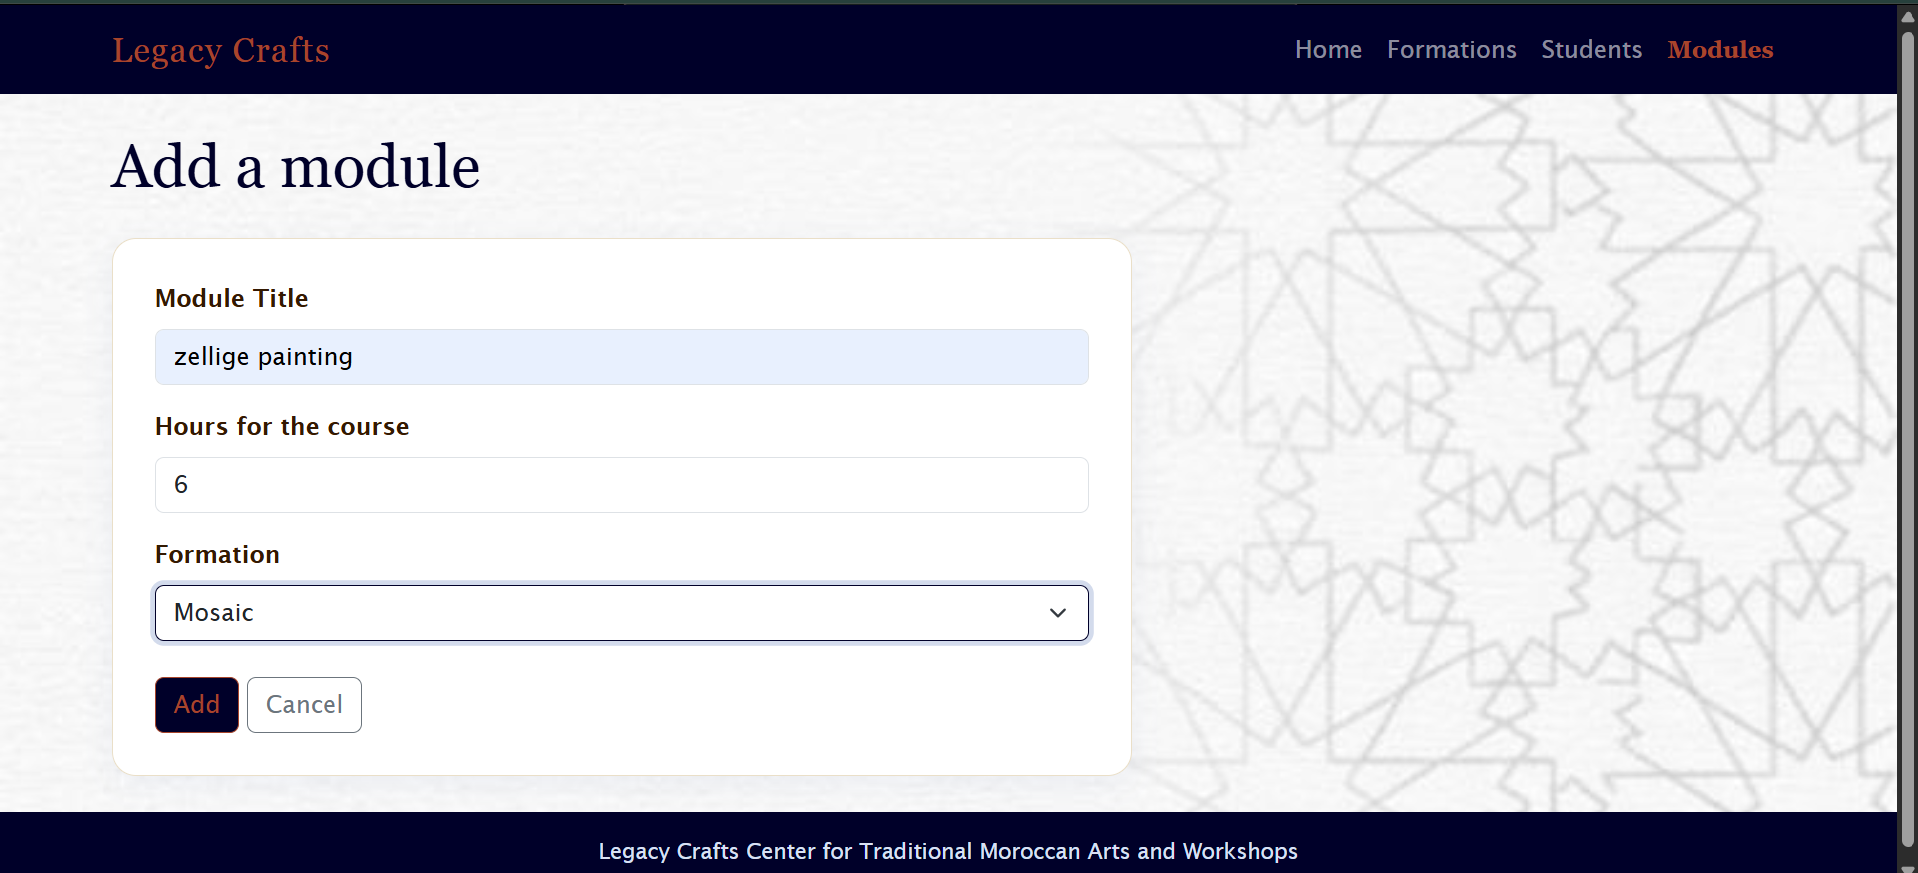 Legacy Crafts
Home Formations Students Modules
Add a module
Module Title
zellige painting
Hours for the course
6
Formation
Mosaic
Add Cancel
Legacy Crafts Center for Traditional Moroccan Arts and Workshops